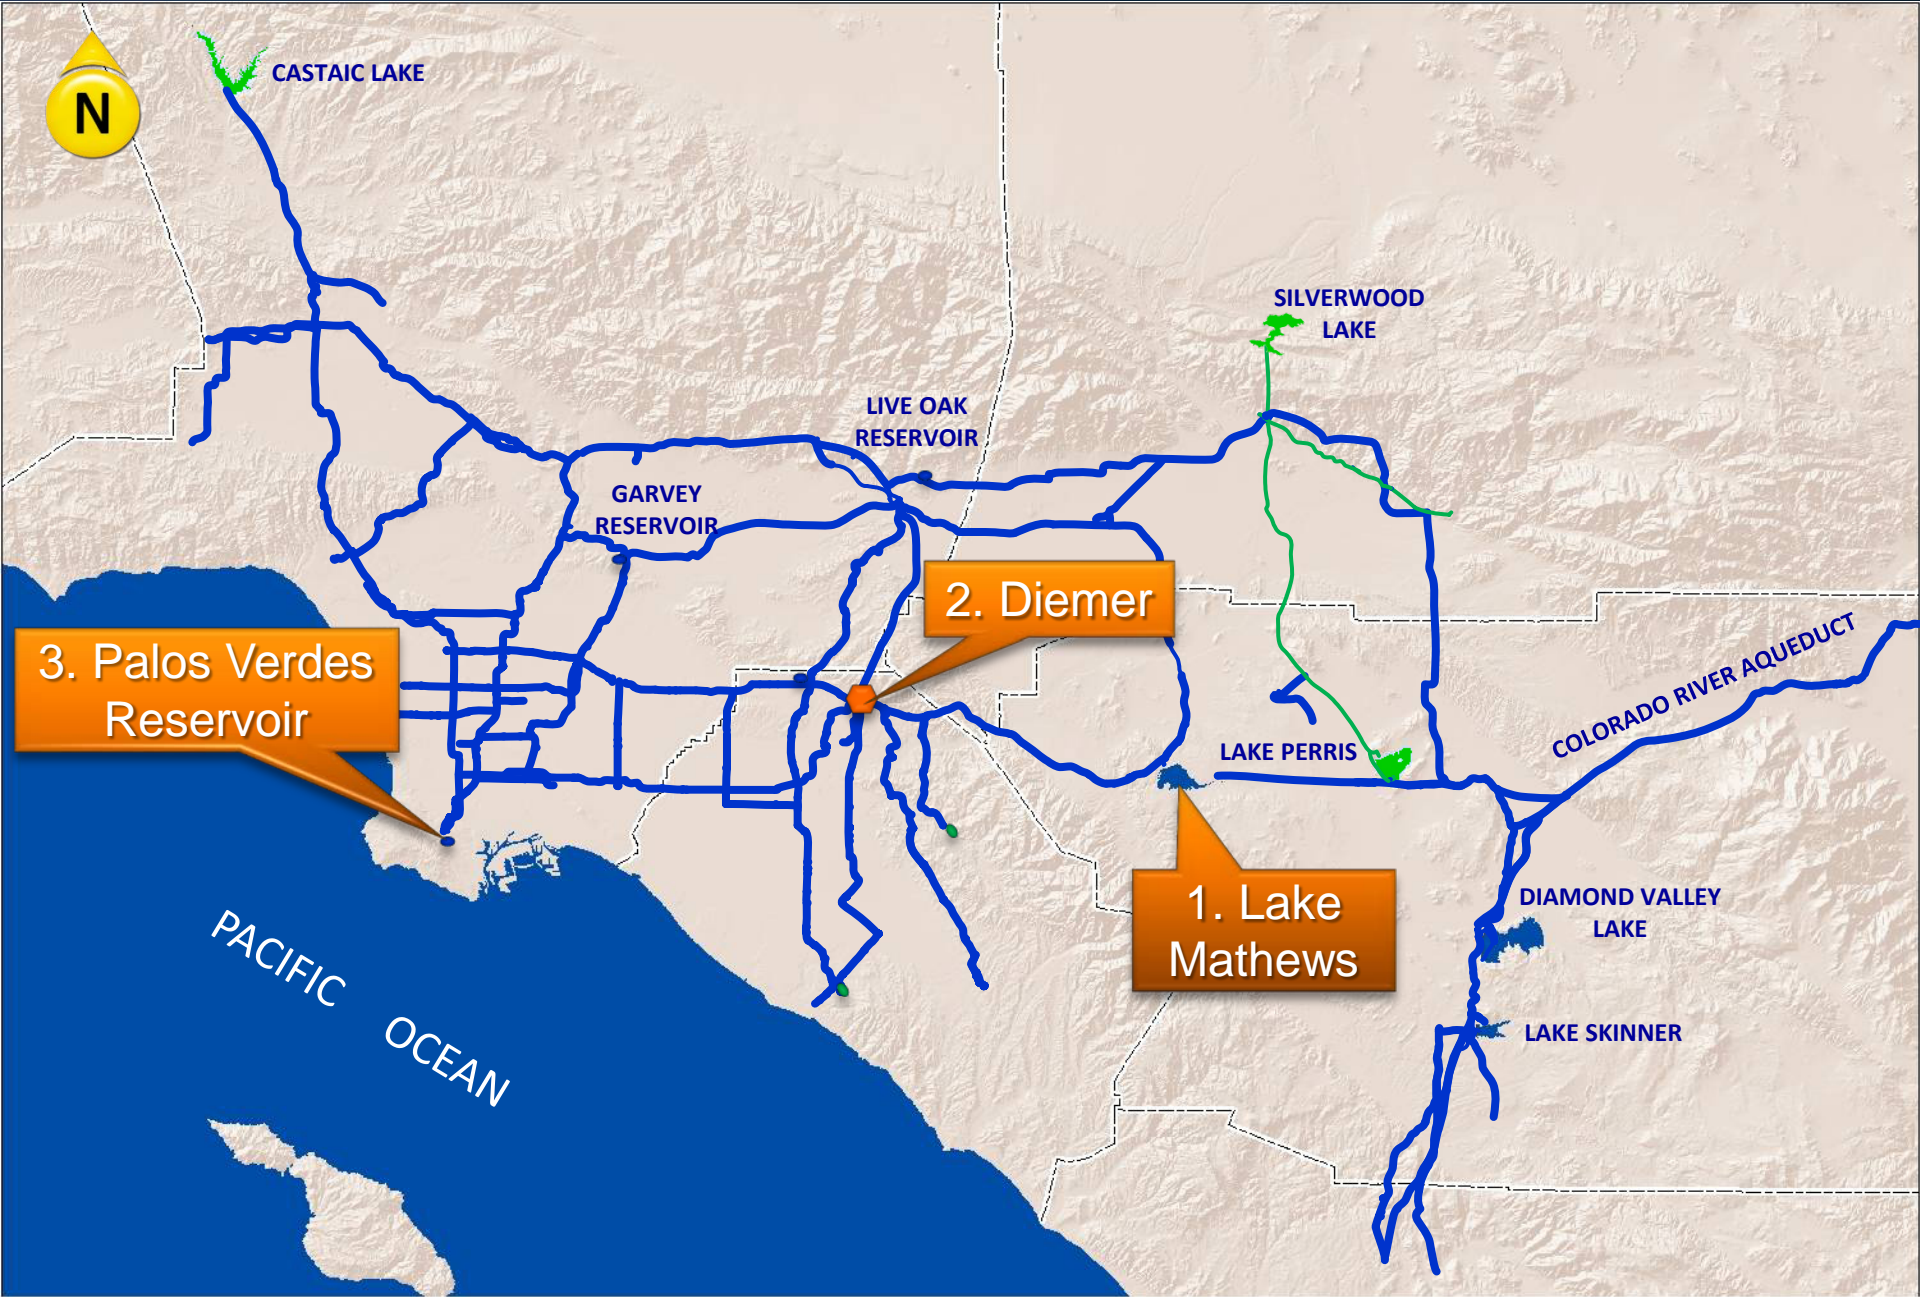 N
CASTAIC LAKE
SILVERWOOD
LAKE
LIVE OAK
RESERVOIR
GARVEY
RESERVOIR
2. Diemer
3. Palos Verdes
Reservoir
COLORADO RIVER AQUEDUCT
LAKE PERRIS
1. Lake
Mathews
DIAMOND VALLEY
LAKE
PACIFIC
OCEAN
LAKE SKINNER